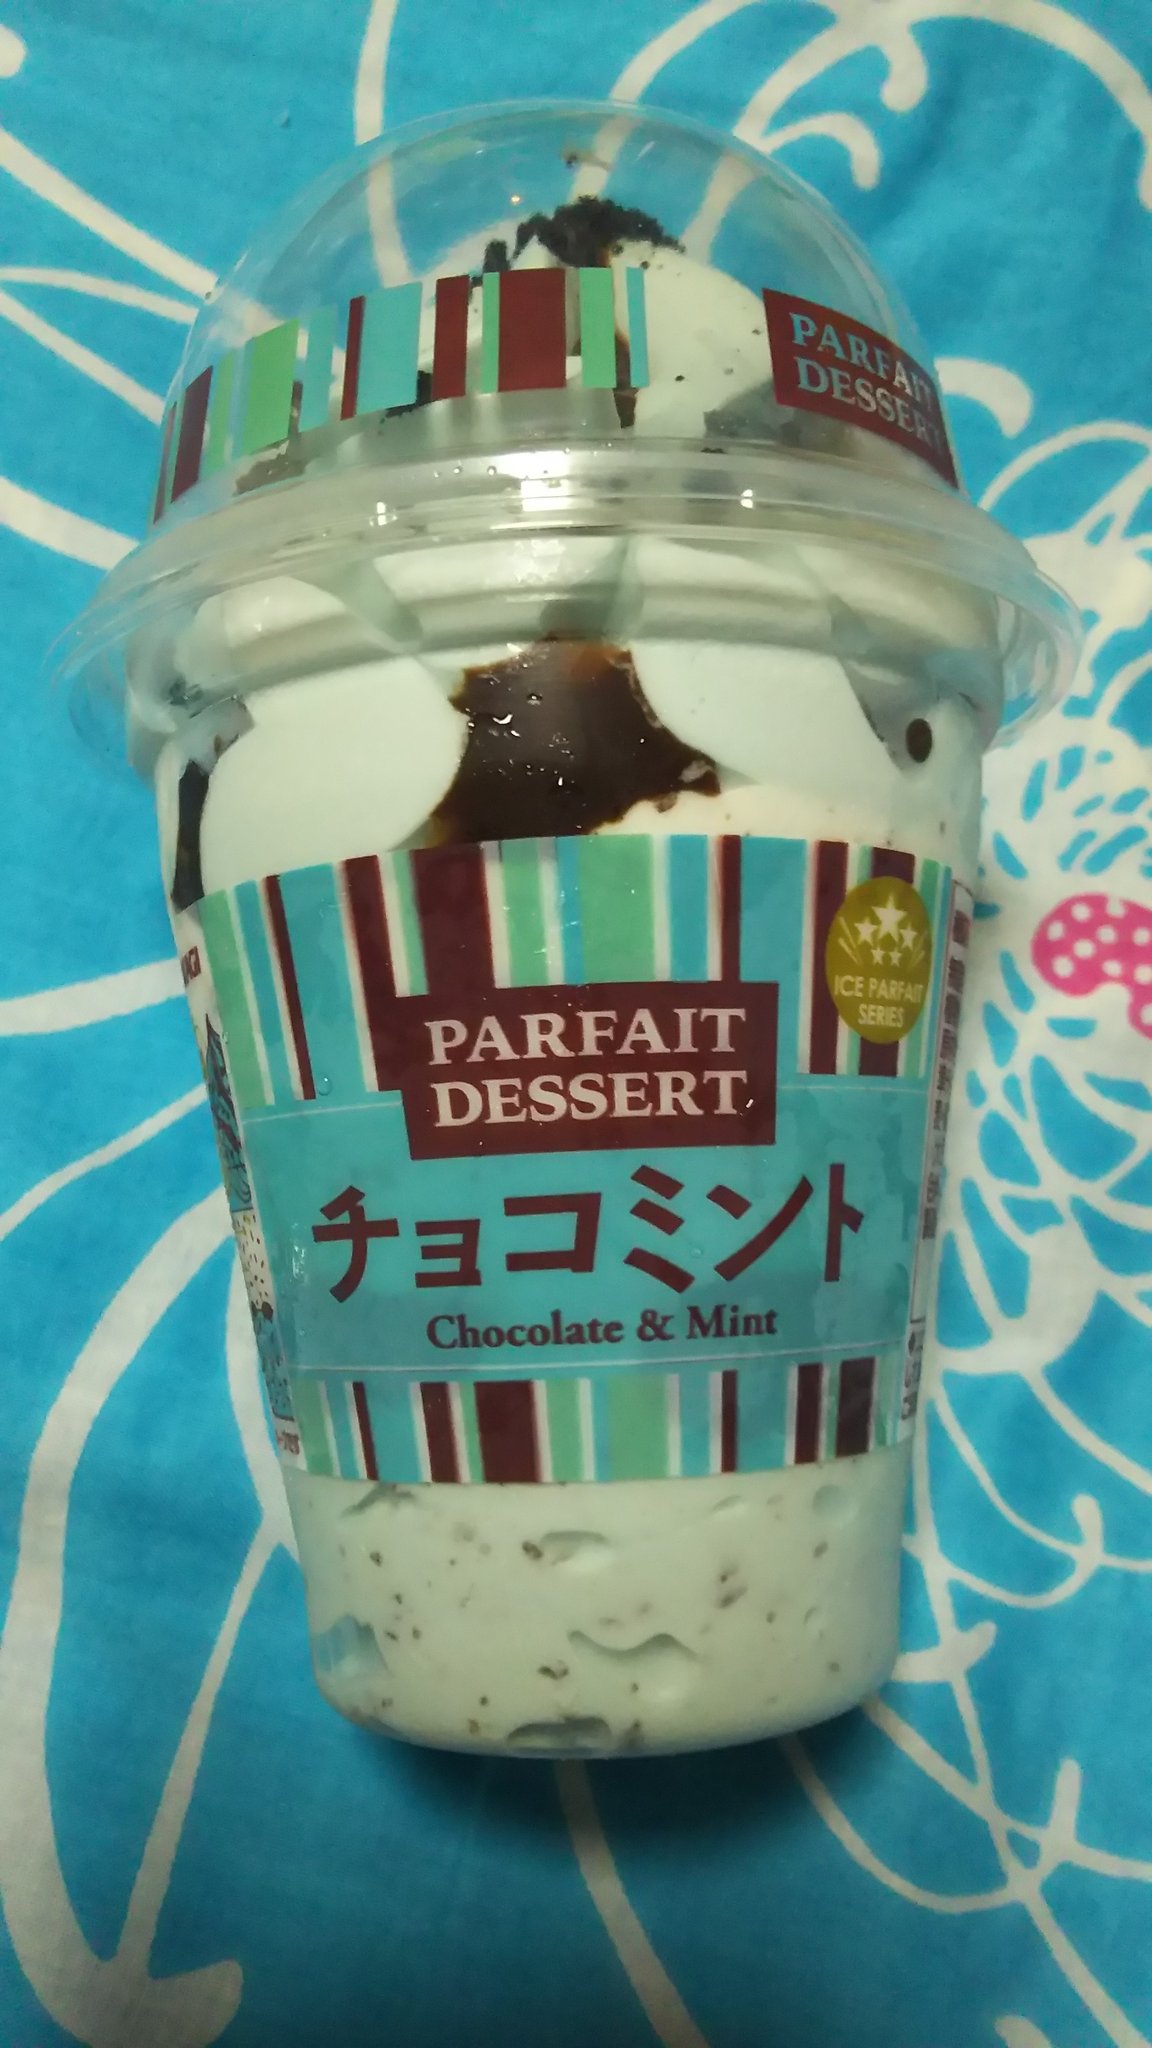 PARFAIT
DESSERT
ICE PARFAIT
SERIES
PARFAIT
DESSERT
チョコミント
Chocolate & Mint